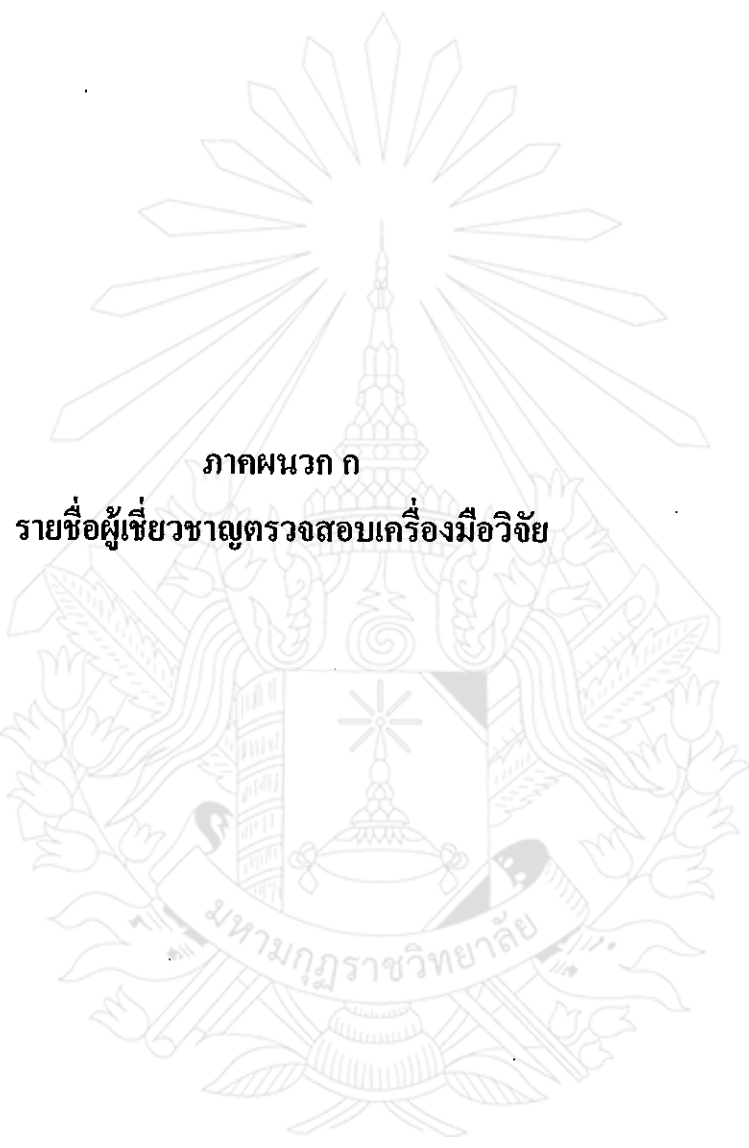 ภาคผนวก ก
รายชื่อผู้เชี่ยวชาญตรวจสอบเครื่องมือวิจัย
มหามกุฏราชวิทยาลัย